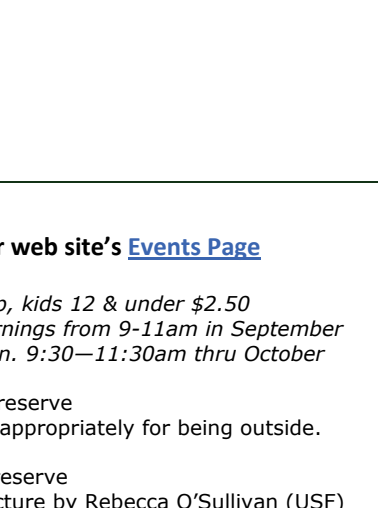 r web site's Events Page
o, kids 12 & under $2.50
rnings from 9-11am in September
n. 9:30—11:30am thru October
reserve
appropriately for being outside.
reserve
cture by Rebecca O'Sullivan (USF)